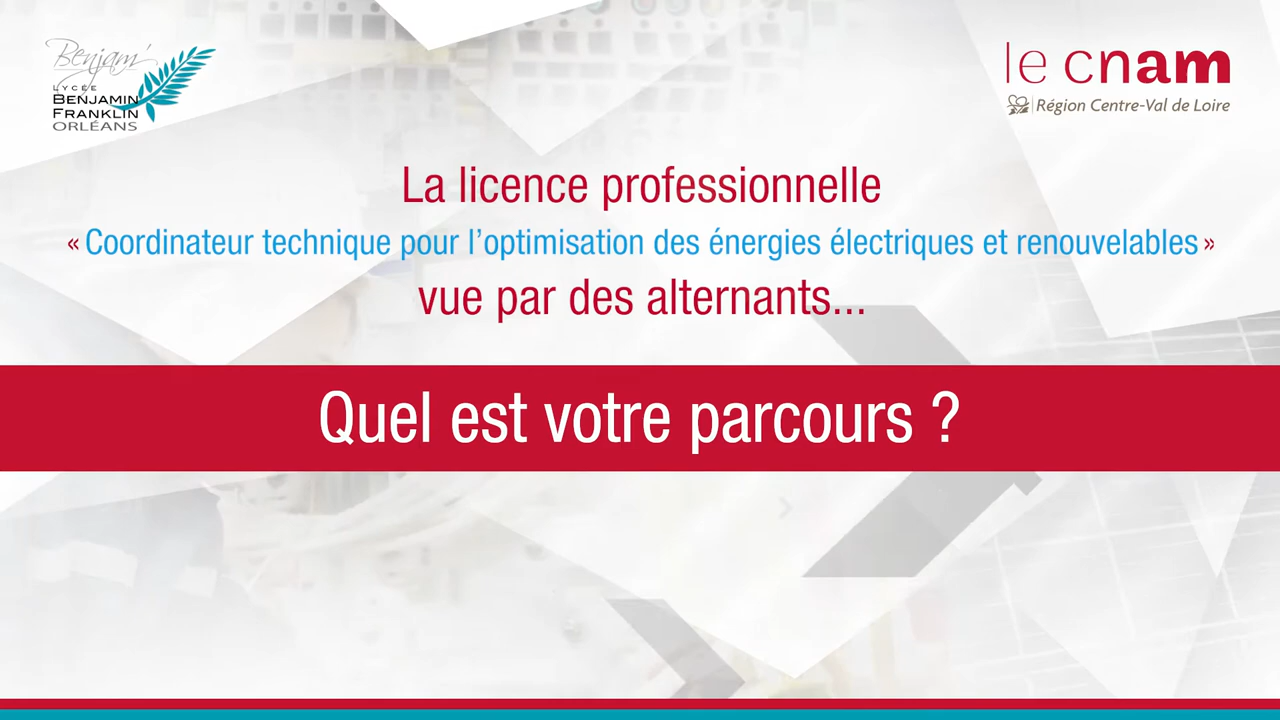 Benjam'
LYCÉE
BENJAMIN
FRANKLIN
ORLÉANS
le cnam
Région Centre-Val de Loire
La licence professionnelle
« Coordinateur technique pour l'optimisation des énergies électriques et renouvelables »
vue par des alternants...
Quel est votre parcours ?